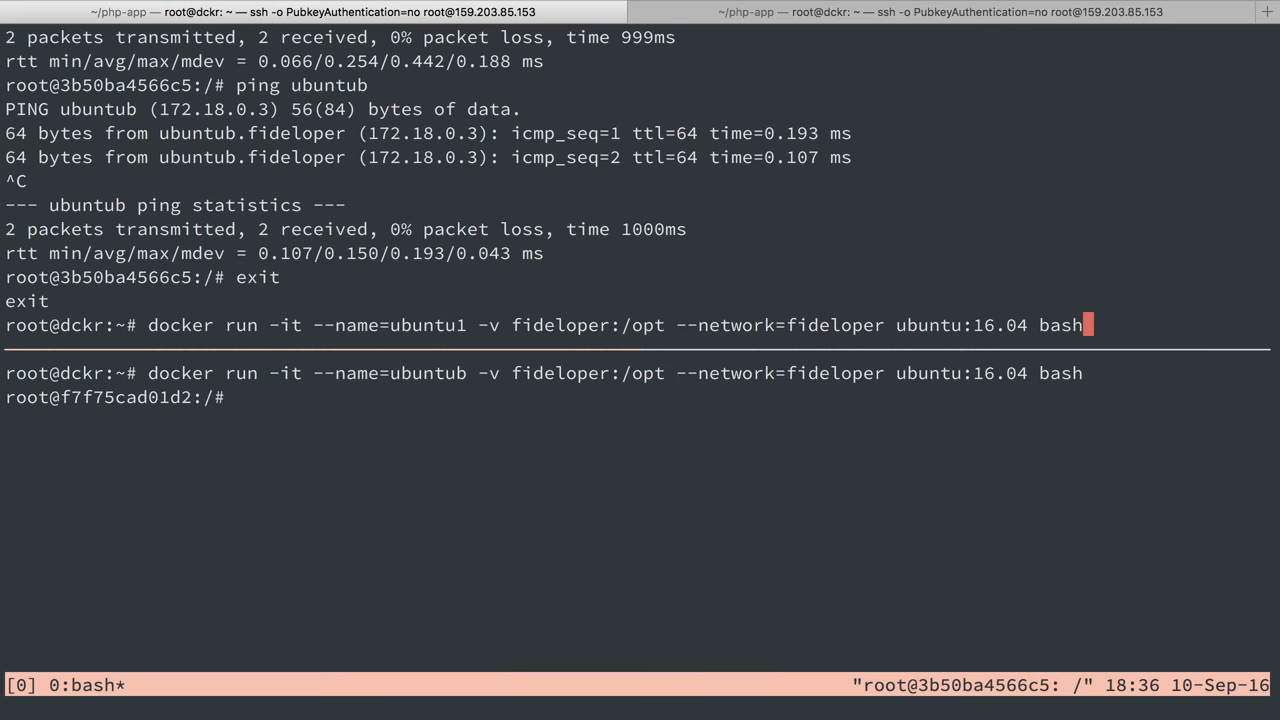 ~/php-app — root@dckr: ~ — ssh -o PubkeyAuthentication=no root@159.203.85.153
~/php-app — root@dckr: ~ — ssh -o PubkeyAuthentication=no root@159.203.85.153
+
2 packets transmitted, 2 received, 0% packet loss, time 999ms
rtt min/avg/max/mdev = 0.066/0.254/0.442/0.188 ms
root@3b50ba4566c5:/# ping ubuntub
PING ubuntub (172.18.0.3) 56(84) bytes of data.
64 bytes from ubuntub.fideloper (172.18.0.3): icmp_seq=1 ttl=64 time=0.193 ms
64 bytes from ubuntub.fideloper (172.18.0.3): icmp_seq=2 ttl=64 time=0.107 ms
^C
--- ubuntub ping statistics ---
2 packets transmitted, 2 received, 0% packet loss, time 1000ms
rtt min/avg/max/mdev = 0.107/0.150/0.193/0.043 ms
root@3b50ba4566c5:/# exit
exit
root@dckr:~# docker run -it --name=ubuntu1 -v fideloper:/opt --network=fideloper ubuntu:16.04 bash
root@dckr:~# docker run -it --name=ubuntub -v fideloper:/opt --network=fideloper ubuntu:16.04 bash
root@f7f75cad01d2:/#
[0] 0:bash* "root@3b50ba4566c5: /" 18:36 10-Sep-16